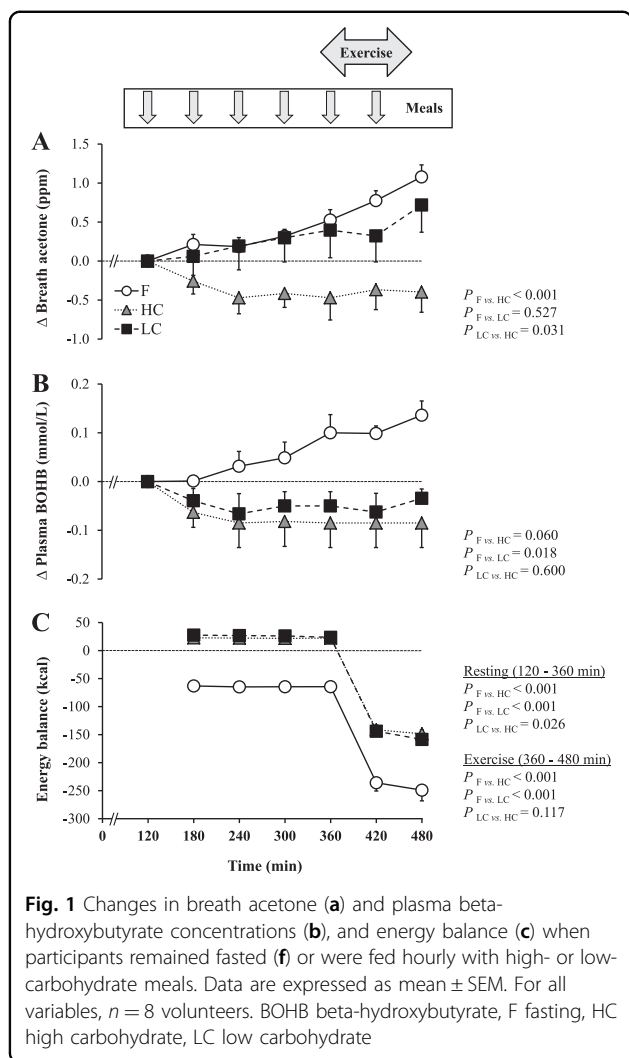 Exercise
Meals
A
Δ Breath acetone (ppm)
1.5
1.0
0.5
0.0
-0.5
-1.0
F
HC
LC
P F vs. HC < 0.001
P F vs. LC = 0.527
P LC vs. HC = 0.031
B
Δ Plasma BOHB (mmol/L)
0.2
0.1
0.0
-0.1
-0.2
P F vs. HC = 0.060
P F vs. LC = 0.018
P LC vs. HC = 0.600
C
Energy balance (kcal)
50
0
-50
-100
-150
-200
-250
-300
Resting (120 - 360 min)
P F vs. HC < 0.001
P F vs. LC < 0.001
P LC vs. HC = 0.026
Exercise (360 - 480 min)
P F vs. HC < 0.001
P F vs. LC < 0.001
P LC vs. HC = 0.117
0 120 180 240 300 360 420 480
Time (min)
Fig. 1 Changes in breath acetone (a) and plasma beta-
hydroxybutyrate concentrations (b), and energy balance (c) when
participants remained fasted (f) or were fed hourly with high- or low-
carbohydrate meals. Data are expressed as mean ± SEM. For all
variables, n = 8 volunteers. BOHB beta-hydroxybutyrate, F fasting, HC
high carbohydrate, LC low carbohydrate